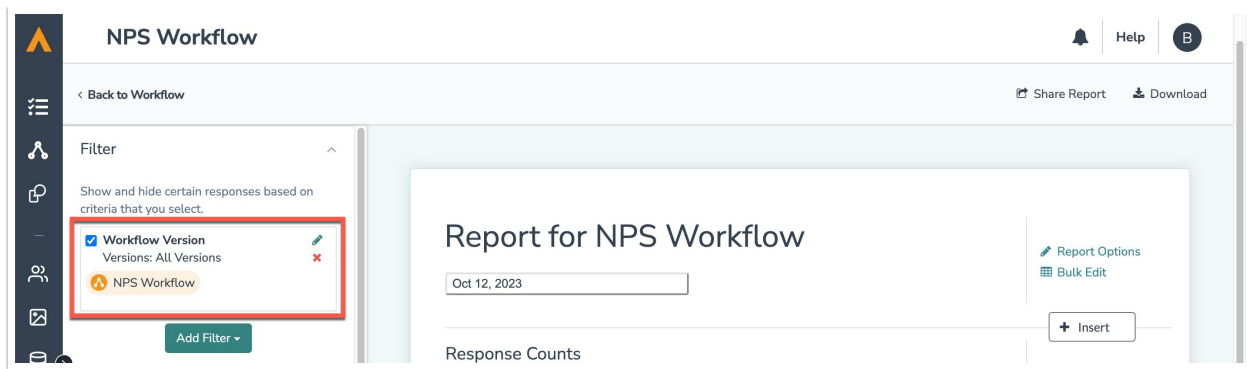 NPS Workflow
Help
B
< Back to Workflow
Share Report
Download
Filter
Show and hide certain responses based on
criteria that you select.
Workflow Version
Versions: All Versions
NPS Workflow
Add Filter
Report for NPS Workflow
Oct 12, 2023
Report Options
Bulk Edit
+ Insert
Response Counts